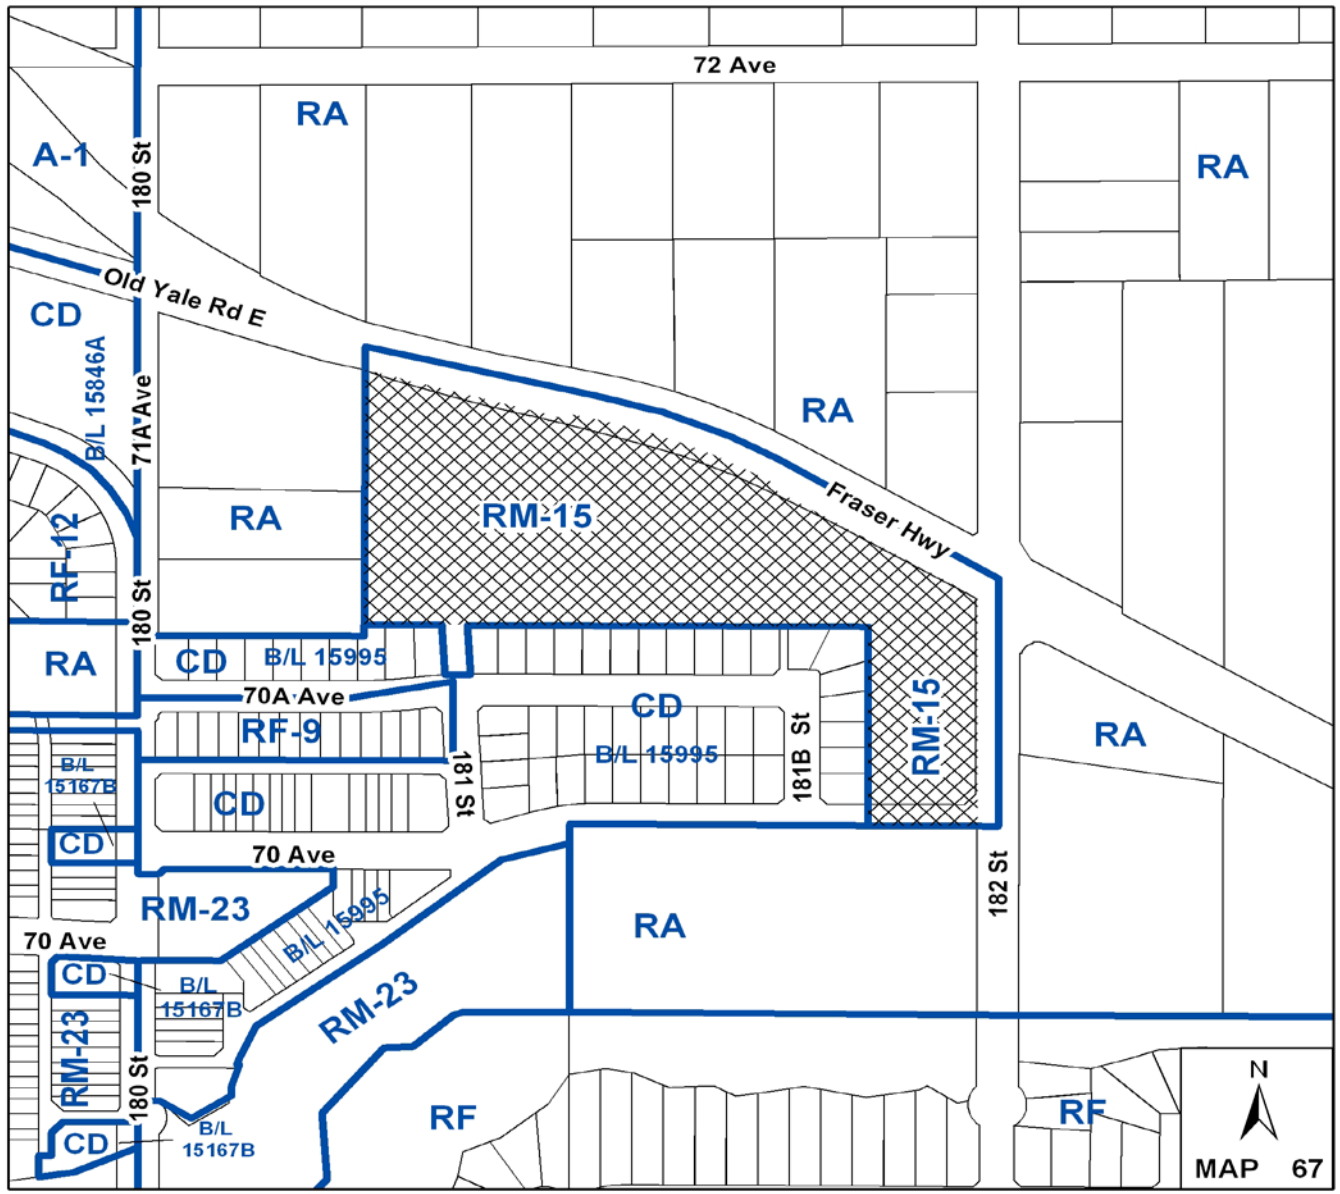 72 Ave
RA
A-1
180 St
RA
Old Yale Rd E
CD
B/L 15846A
71A Ave
RA
RM-15
RA
Fraser Hwy
RF-12
180 St
RA
CD
B/L 15995
70A Ave
RF-9
CD
B/L 15995
181B St
RM-15
RA
181 St
B/L
15167B
CD
CD
70 Ave
RM-23
B/L 15995
RA
182 St
70 Ave
CD
B/L
15167B
RM-23
RM-23
180 St
RF
RF
CD
B/L
15167B
N
MAP 67